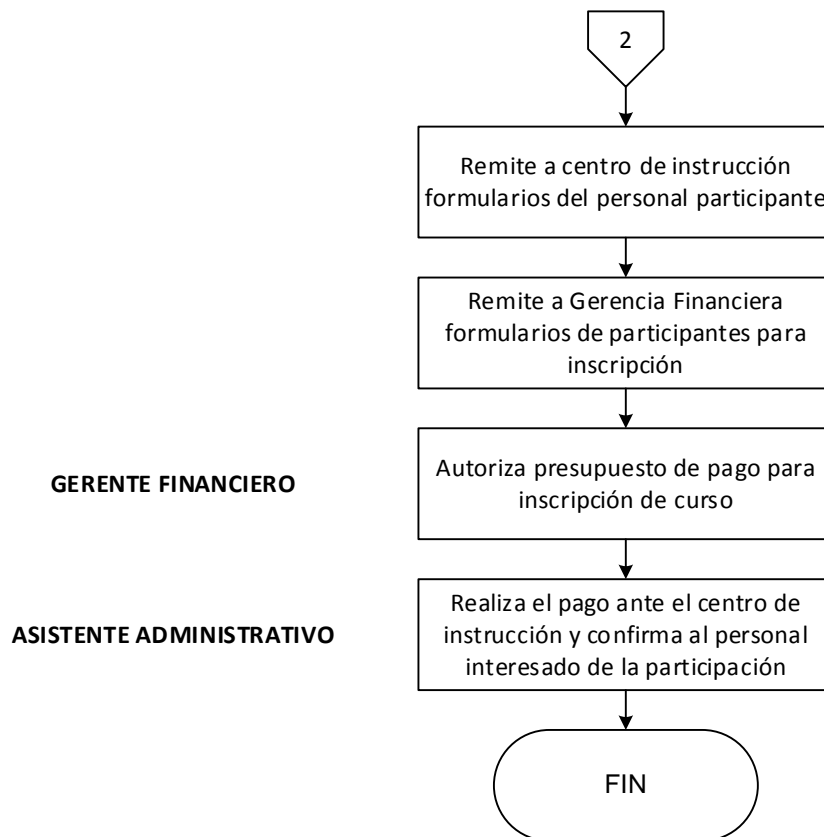 2
Remite a centro de instrucción
formularios del personal participante
Remite a Gerencia Financiera
formularios de participantes para
inscripción
GERENTE FINANCIERO
Autoriza presupuesto de pago para
inscripción de curso
ASISTENTE ADMINISTRATIVO
Realiza el pago ante el centro de
instrucción y confirma al personal
interesado de la participación
FIN